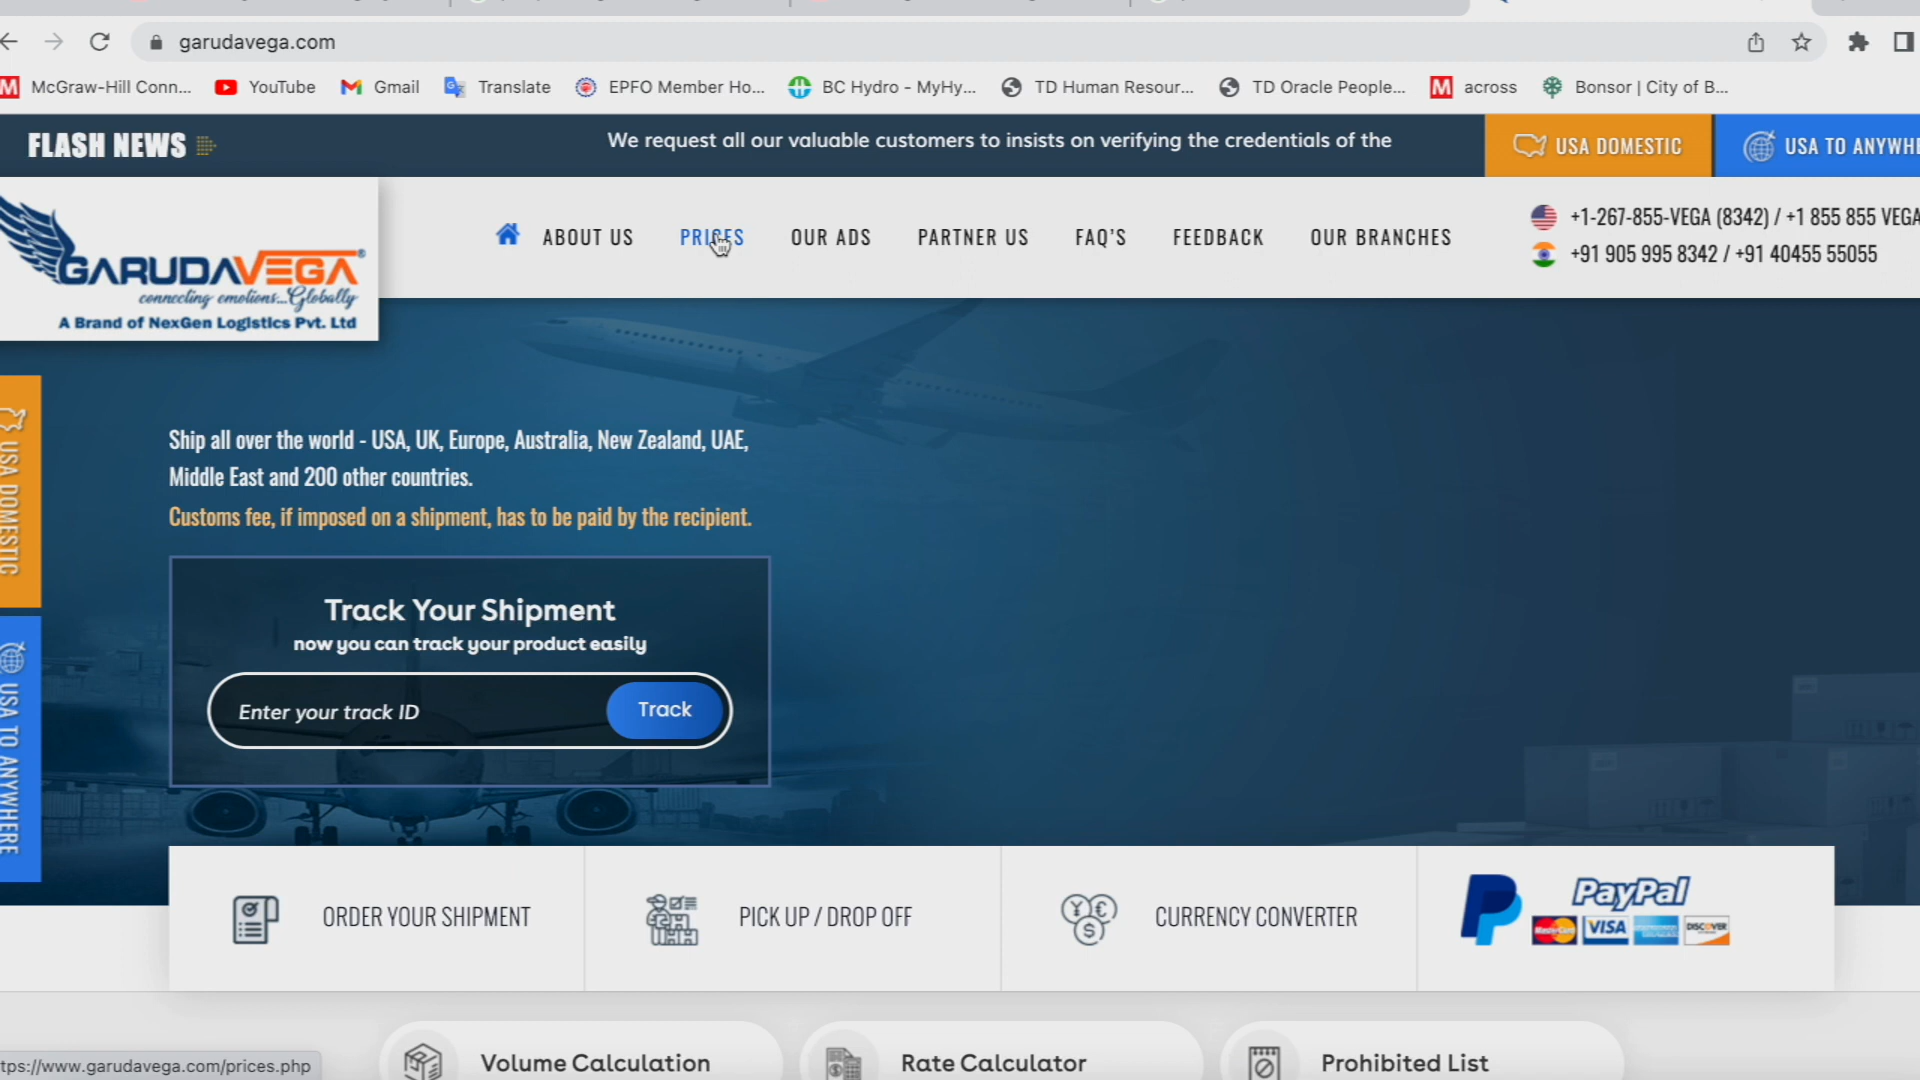 garudavega.com
McGraw-Hill Conn... YouTube Gmail Translate EPFO Member Ho... BC Hydro - MyHy... TD Human Resour... TD Oracle People... across Bonsor | City of B...
FLASH NEWS We request all our valuable customers to insists on verifying the credentials of the USA DOMESTIC USA TO ANYWHE
GARUDAVEGA®
connecting emotions...Globally
A Brand of NexGen Logistics Pvt. Ltd
ABOUT US PRICES OUR ADS PARTNER US FAQ'S FEEDBACK OUR BRANCHES
+1-267-855-VEGA (8342) / +1 855 855 VEGA
+91 905 995 8342 / +91 40455 55055
USA DOMESTIC
USA TO ANYWHERE
Ship all over the world - USA, UK, Europe, Australia, New Zealand, UAE,
Middle East and 200 other countries.
Customs fee, if imposed on a shipment, has to be paid by the recipient.
Track Your Shipment
now you can track your product easily
Enter your track ID Track
ORDER YOUR SHIPMENT PICK UP / DROP OFF CURRENCY CONVERTER PayPal
MasterCard VISA AMERICAN EXPRESS DISCOVER
Volume Calculation Rate Calculator Prohibited List
tps://www.garudavega.com/prices.php